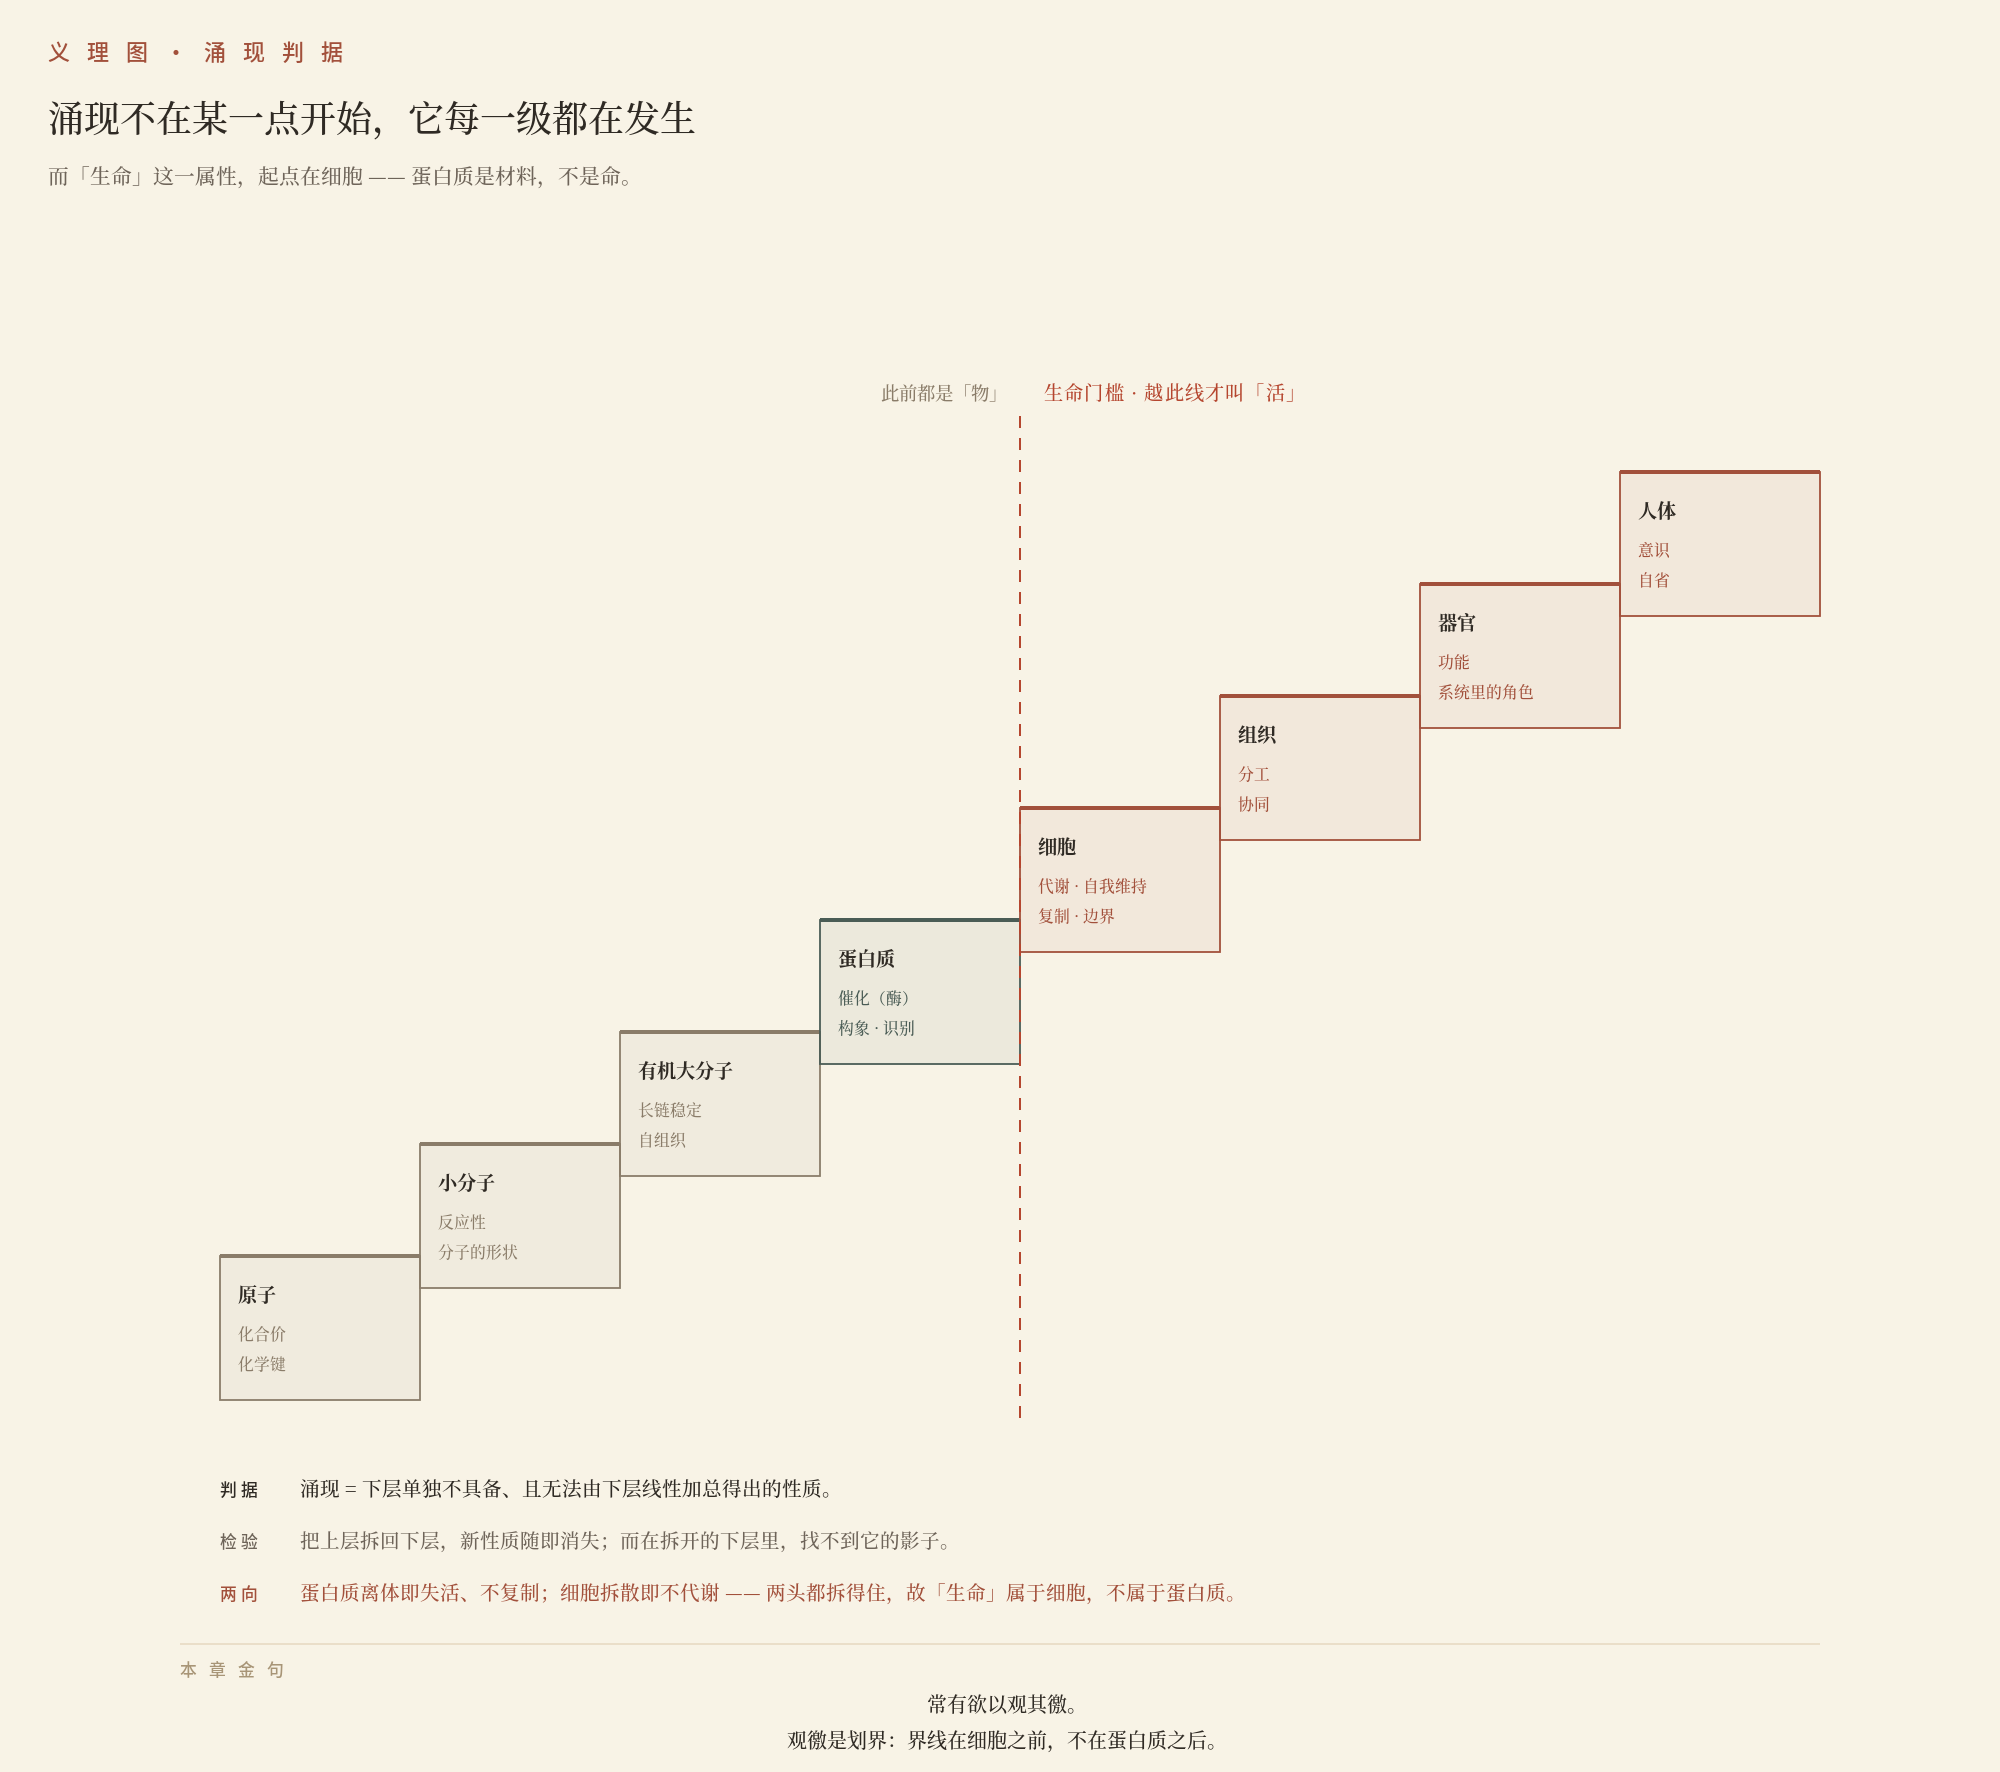 义理图·涌现判据
涌现不在某一点开始，它每一级都在发生
而「生命」这一属性，起点在细胞 —— 蛋白质是材料，不是命。
此前都是「物」
生命门槛 · 越此线才叫「活」
人体
意识
自省
器官
功能
系统里的角色
组织
分工
协同
细胞
代谢 · 自我维持
复制 · 边界
蛋白质
催化（酶）
构象 · 识别
有机大分子
长链稳定
自组织
小分子
反应性
分子的形状
原子
化合价
化学键
判据 涌现 = 下层单独不具备、且无法由下层线性加总得出的性质。
检验 把上层拆回下层，新性质随即消失；而在拆开的下层里，找不到它的影子。
两向 蛋白质离体即失活、不复制；细胞拆散即不代谢 —— 两头都拆得住，故「生命」属于细胞，不属于蛋白质。
本章金句
常有欲以观其徼。
观徼是划界：界线在细胞之前，不在蛋白质之后。